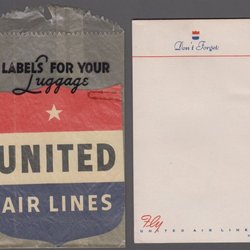 LABELS FOR YOUR
Luggage
UNITED
AIR LINES
Don't Forget:
Fly
UNITED AIR LINES